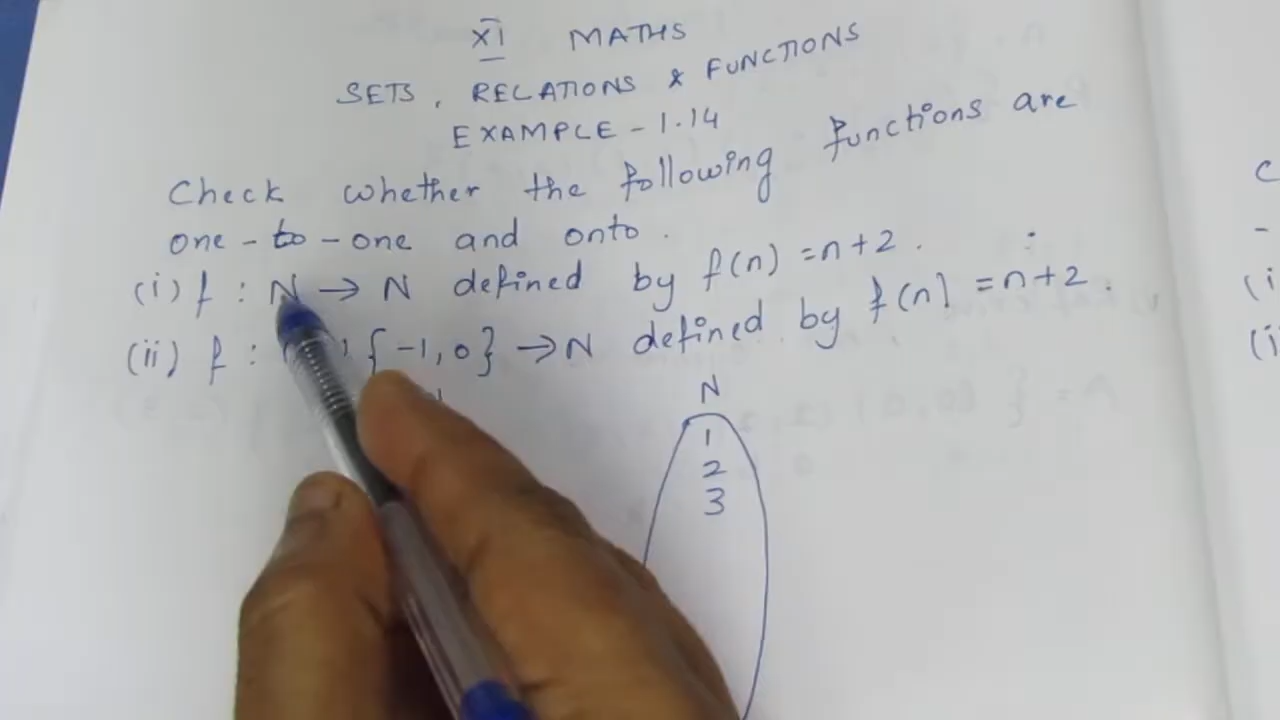 XI MATHS
SETS, RELATIONS & FUNCTIONS
EXAMPLE - 1.14
Check whether the following functions are
one-to-one and onto.
(i) f : N → N defined by f(n) = n+2.
(ii) f : {-1, 0} → N defined by f(n) = n+2.
N
1
2
3